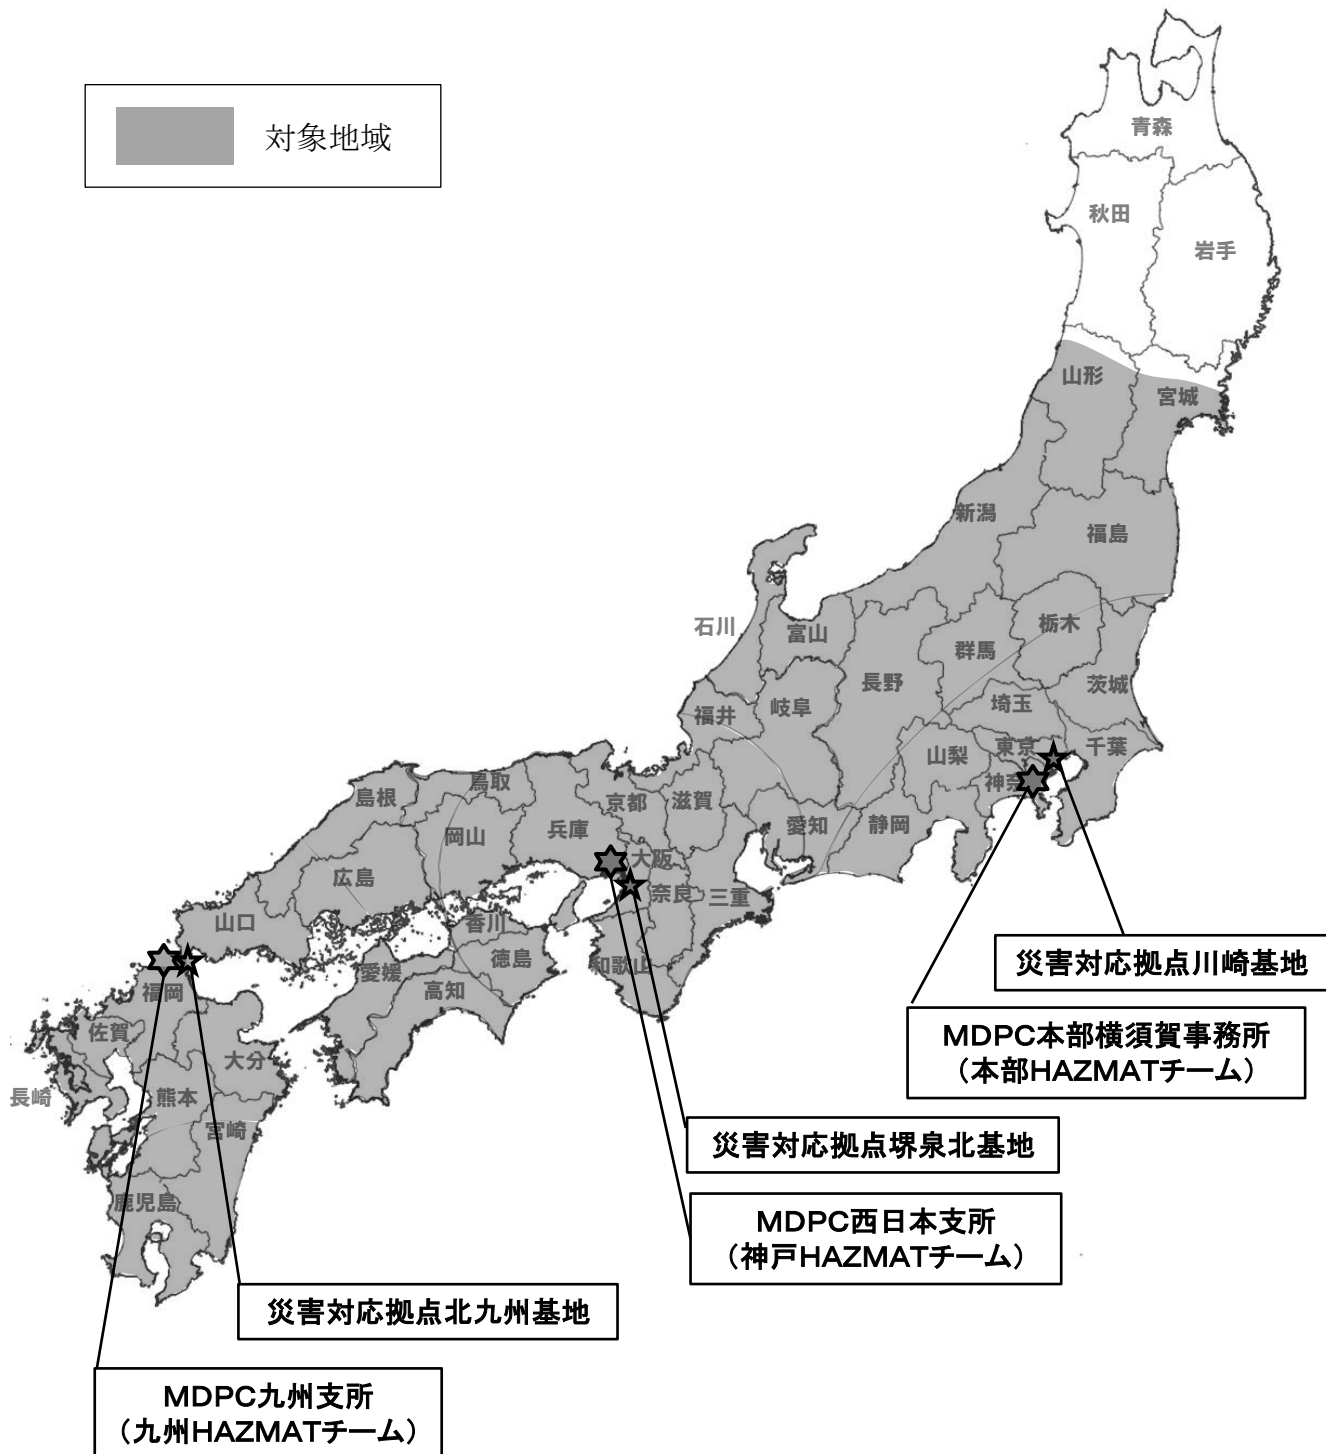 対象地域
青森
秋田
岩手
山形
宮城
新潟
福島
石川
富山
栃木
群馬
長野
茨城
福井
岐阜
埼玉
山梨
東京
千葉
神奈
鳥取
島根
京都
滋賀
兵庫
岡山
愛知
静岡
大阪
広島
奈良
三重
山口
香川
徳島
和歌山
愛媛
高知
福岡
佐賀
大分
長崎
熊本
宮崎
鹿児島
災害対応拠点川崎基地
MDPC本部横須賀事務所
（本部HAZMATチーム）
災害対応拠点堺泉北基地
MDPC西日本支所
（神戸HAZMATチーム）
災害対応拠点北九州基地
MDPC九州支所
（九州HAZMATチーム）